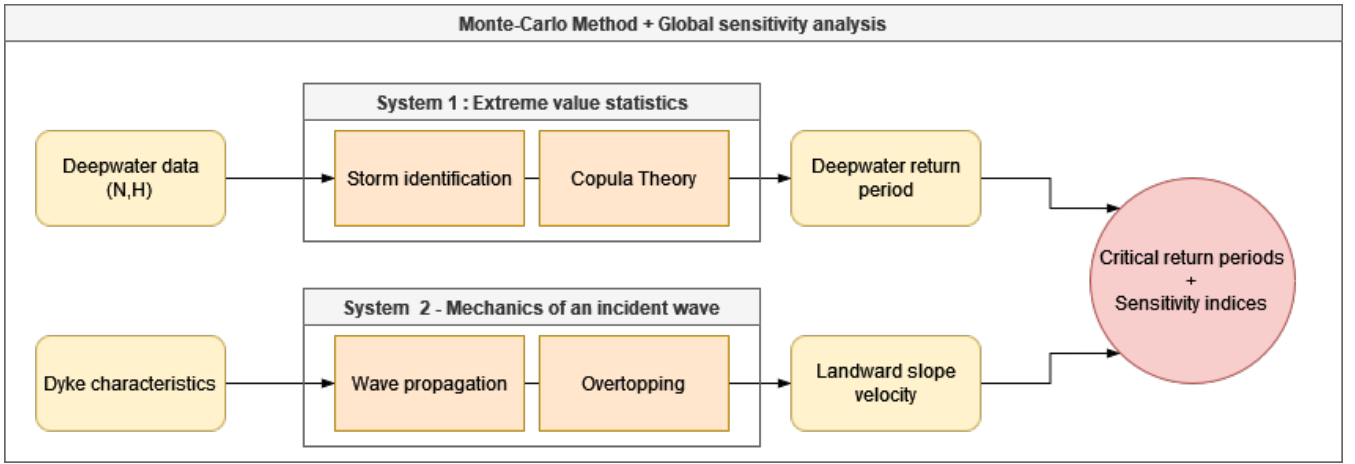 Monte-Carlo Method + Global sensitivity analysis
System 1 : Extreme value statistics
Deepwater data
(N,H)
Storm identification
Copula Theory
Deepwater return
period
Critical return periods
+
Sensitivity indices
System 2 - Mechanics of an incident wave
Dyke characteristics
Wave propagation
Overtopping
Landward slope
velocity